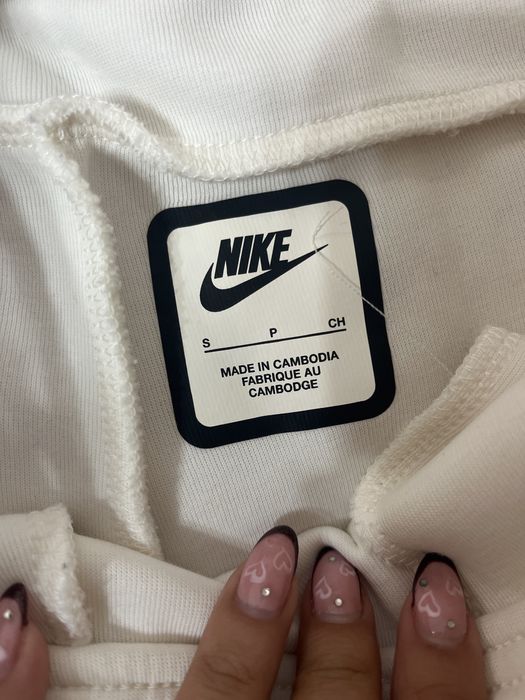 NIKE
S P CH
MADE IN CAMBODIA
FABRIQUE AU
CAMBODGE